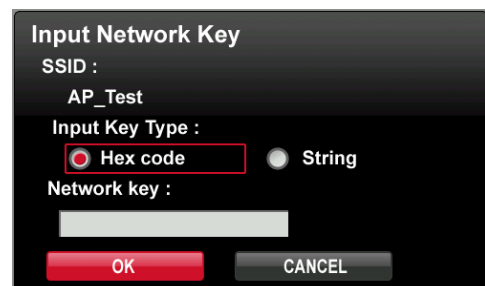 Input Network Key
SSID :
AP_Test
Input Key Type :
Hex code String
Network key :
OK CANCEL